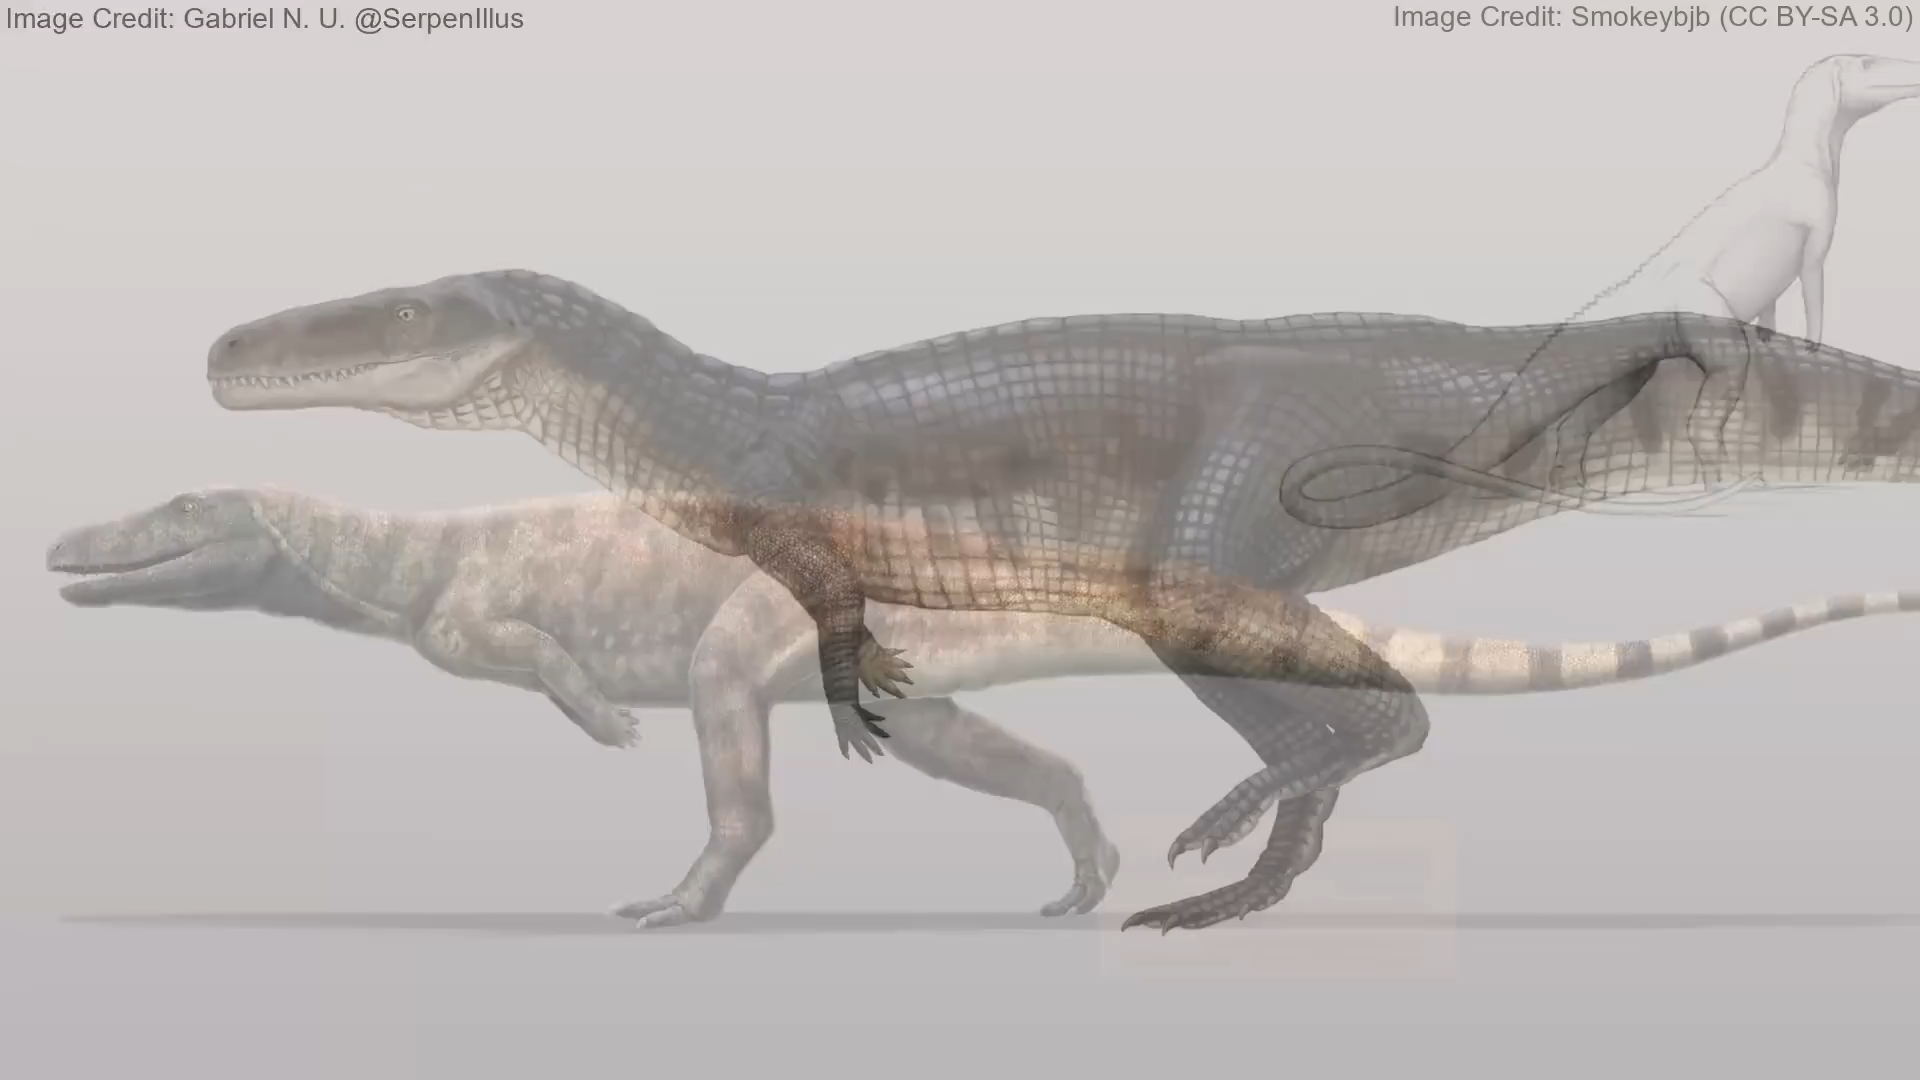 Image Credit: Gabriel N. U. @SerpenIllus
Image Credit: Smokeybjb (CC BY-SA 3.0)